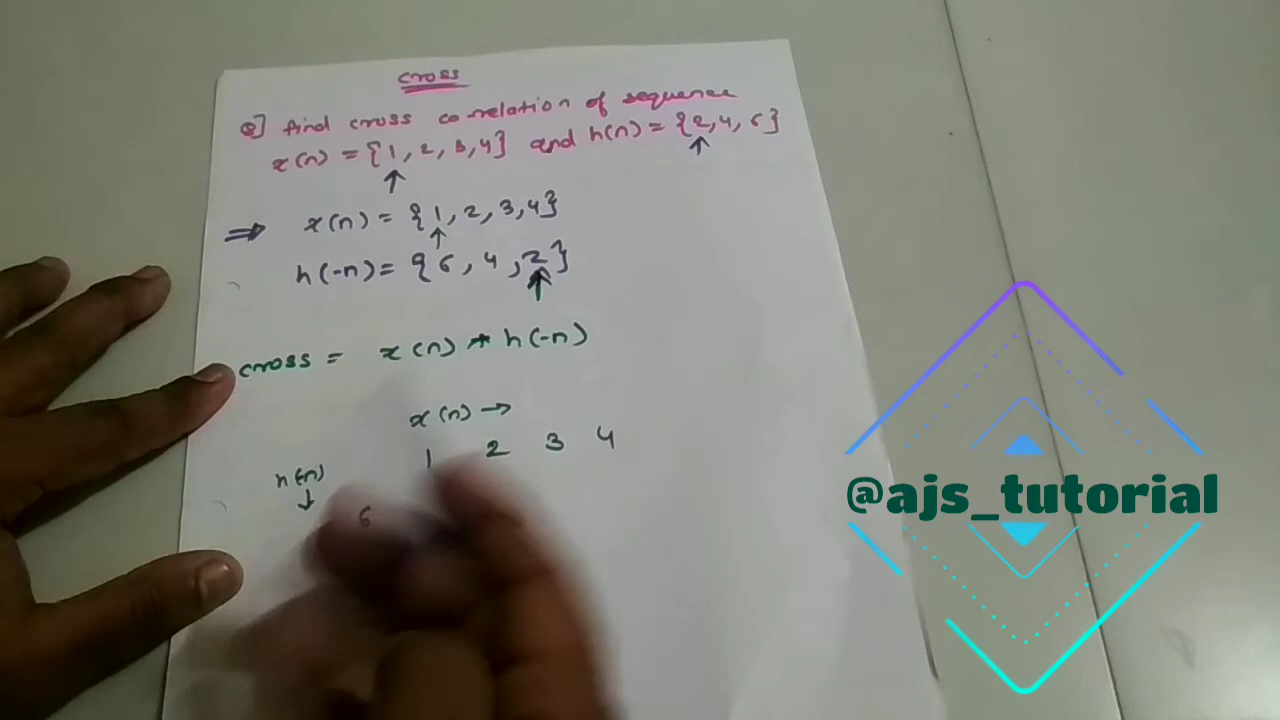 cross
Q] find cross co-relation of sequence
x(n) = {1, 2, 3, 4} and h(n) = {2, 4, 6}
↑ ↑
⇒ x(n) = {1, 2, 3, 4}
↑
h(-n) = {6, 4, 2}
↑
cross = x(n) * h(-n)
x(n) →
1 2 3 4
h(-n)
↓
6
@ajs_tutorial